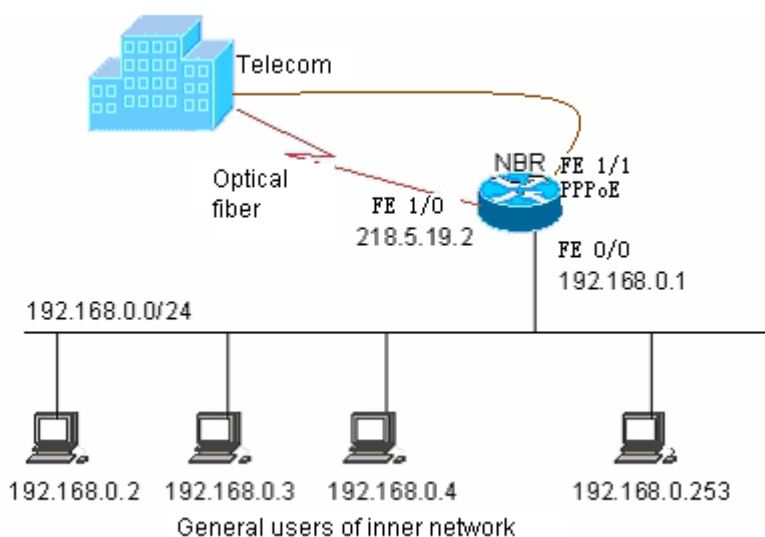 Telecom
NBR
FE 1/1
PPPoE
Optical
fiber
FE 1/0
218.5.19.2
FE 0/0
192.168.0.1
192.168.0.0/24
192.168.0.2
192.168.0.3
192.168.0.4
192.168.0.253
General users of inner network